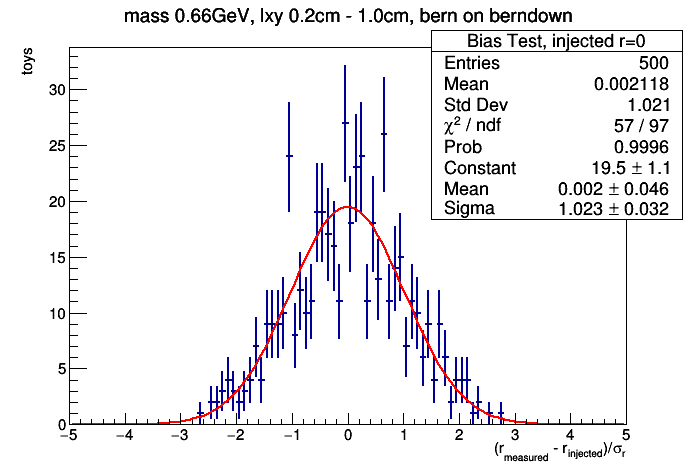 mass 0.66GeV, lxy 0.2cm - 1.0cm, bern on berndown
Bias Test, injected r=0
Entries 500
Mean 0.002118
Std Dev 1.021
χ² / ndf 57 / 97
Prob 0.9996
Constant 19.5 ± 1.1
Mean 0.002 ± 0.046
Sigma 1.023 ± 0.032
toys
30
25
20
15
10
5
0
−5 −4 −3 −2 −1 0 1 2 3 4 5
(r_measured - r_injected)/σ_r